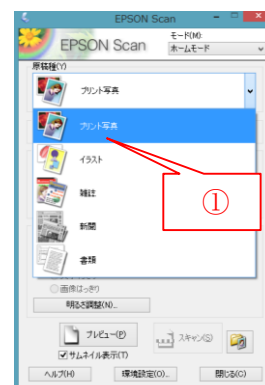 EPSON Scan
EPSON Scan
モード(M):
ホームモード
原稿種(Y)
プリント写真
プリント写真
イラスト
雑誌
新聞
書類
①
画像はっきり
明るさ調整(N)...
プレビュー(P)
スキャン(S)
サムネイル表示(T)
ヘルプ(H)
環境設定(O)...
閉じる(C)